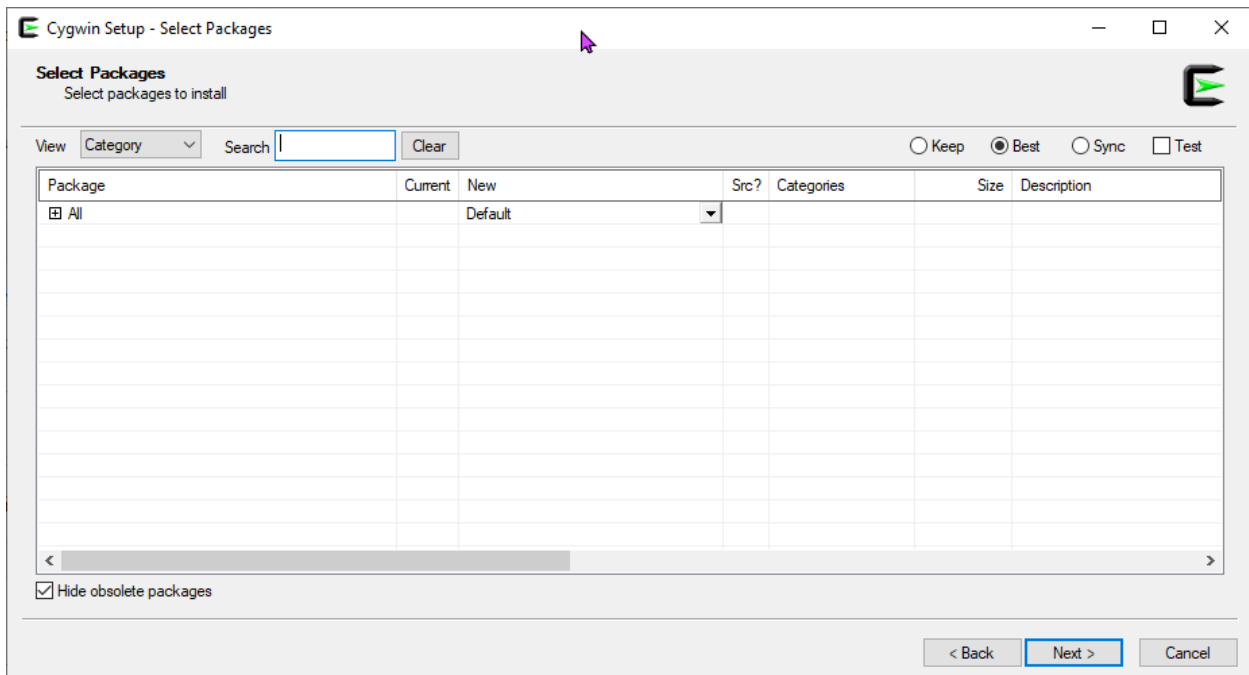 Cygwin Setup - Select Packages
Select Packages
Select packages to install
View Category Search Clear Keep Best Sync Test
Package Current New Src? Categories Size Description
All Default
Hide obsolete packages
< Back Next > Cancel